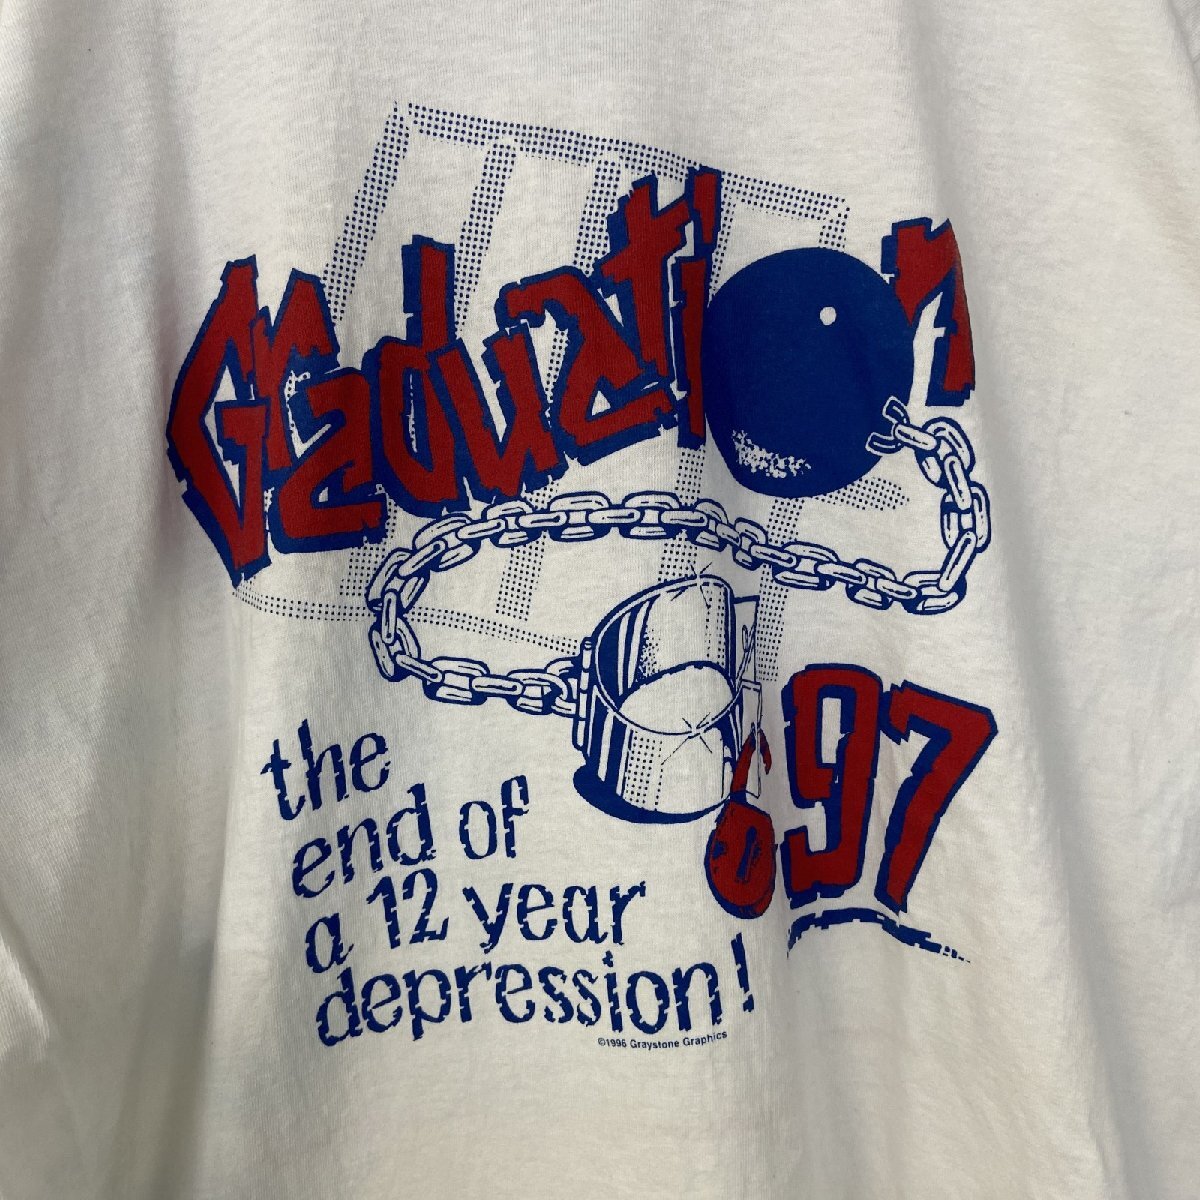 Graduation
97
the
end of
a 12 year
depression!
©1996 Graystone Graphics